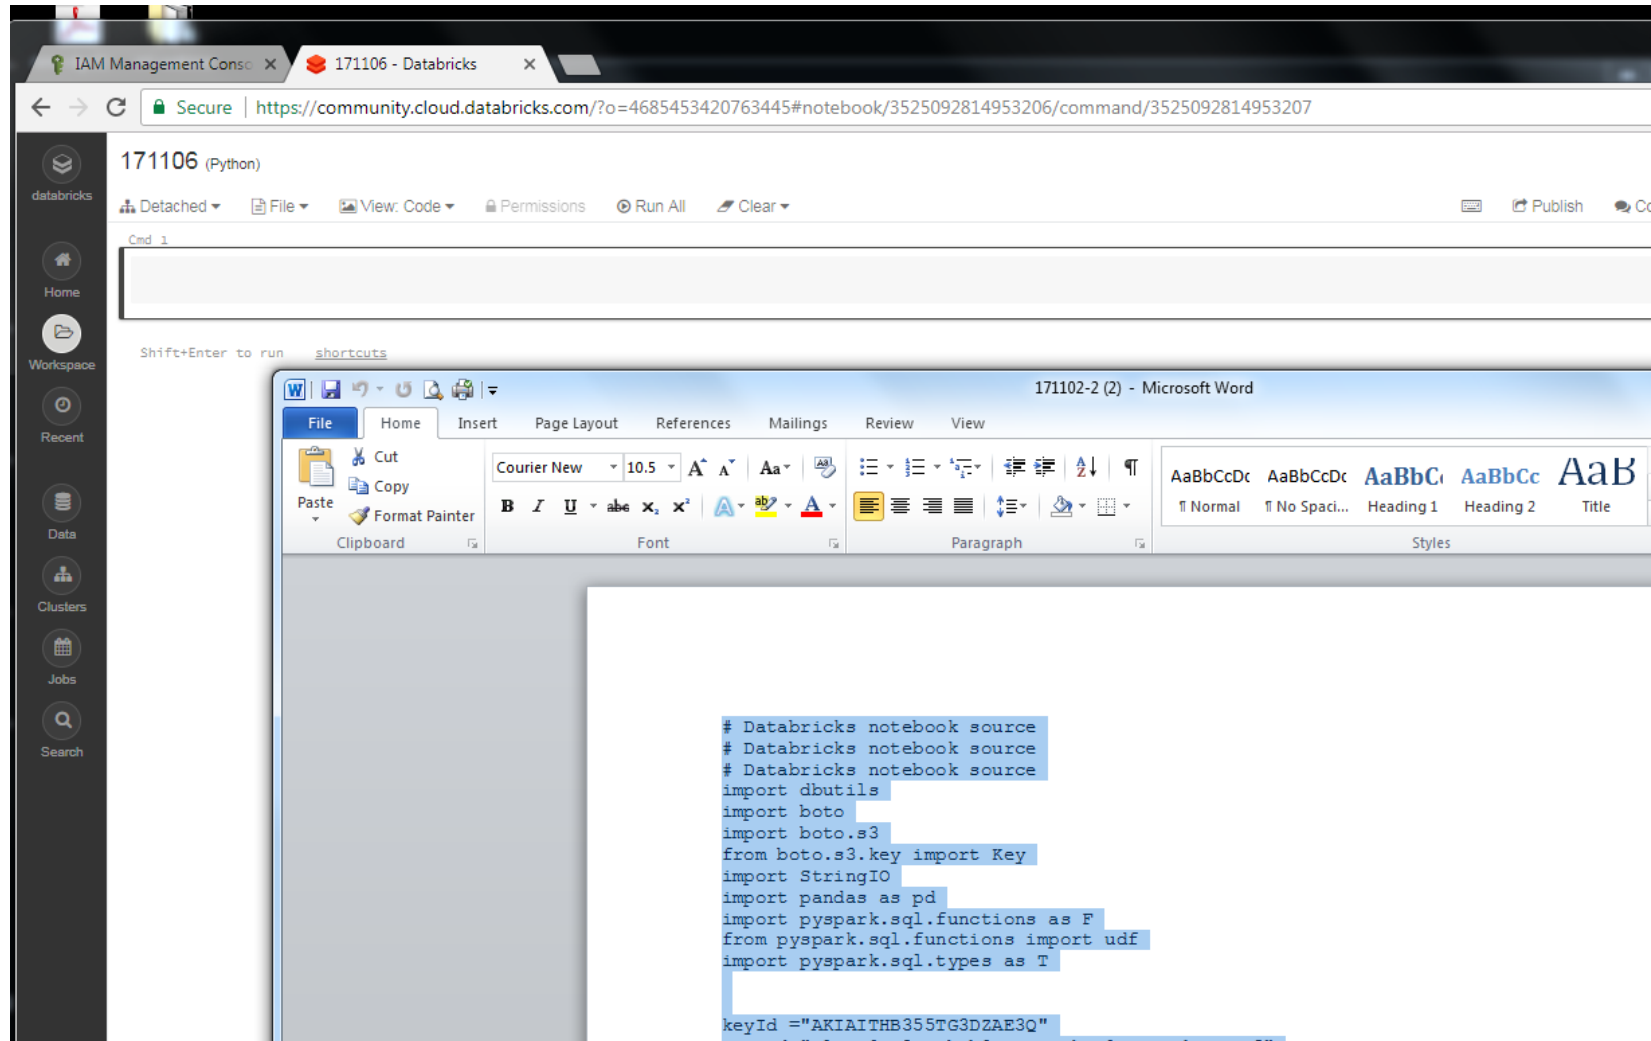 IAM Management Conso
171106 - Databricks
Secure
https://community.cloud.databricks.com/?o=4685453420763445#notebook/3525092814953206/command/3525092814953207
databricks
171106 (Python)
Detached File View: Code Permissions Run All Clear Publish Co
Cmd 1
Home
Shift+Enter to run shortcuts
Workspace
Recent
Data
Clusters
Jobs
Search
171102-2 (2) - Microsoft Word
File Home Insert Page Layout References Mailings Review View
Paste
Cut
Copy
Format Painter
Clipboard
Courier New 10.5
Font
Paragraph
AaBbCcDc AaBbCcDc AaBbC AaBbCc AaB
¶ Normal ¶ No Spaci... Heading 1 Heading 2 Title
Styles
# Databricks notebook source
# Databricks notebook source
# Databricks notebook source
import dbutils
import boto
import boto.s3
from boto.s3.key import Key
import StringIO
import pandas as pd
import pyspark.sql.functions as F
from pyspark.sql.functions import udf
import pyspark.sql.types as T
keyId ="AKIAITHB355TG3DZAE3Q"